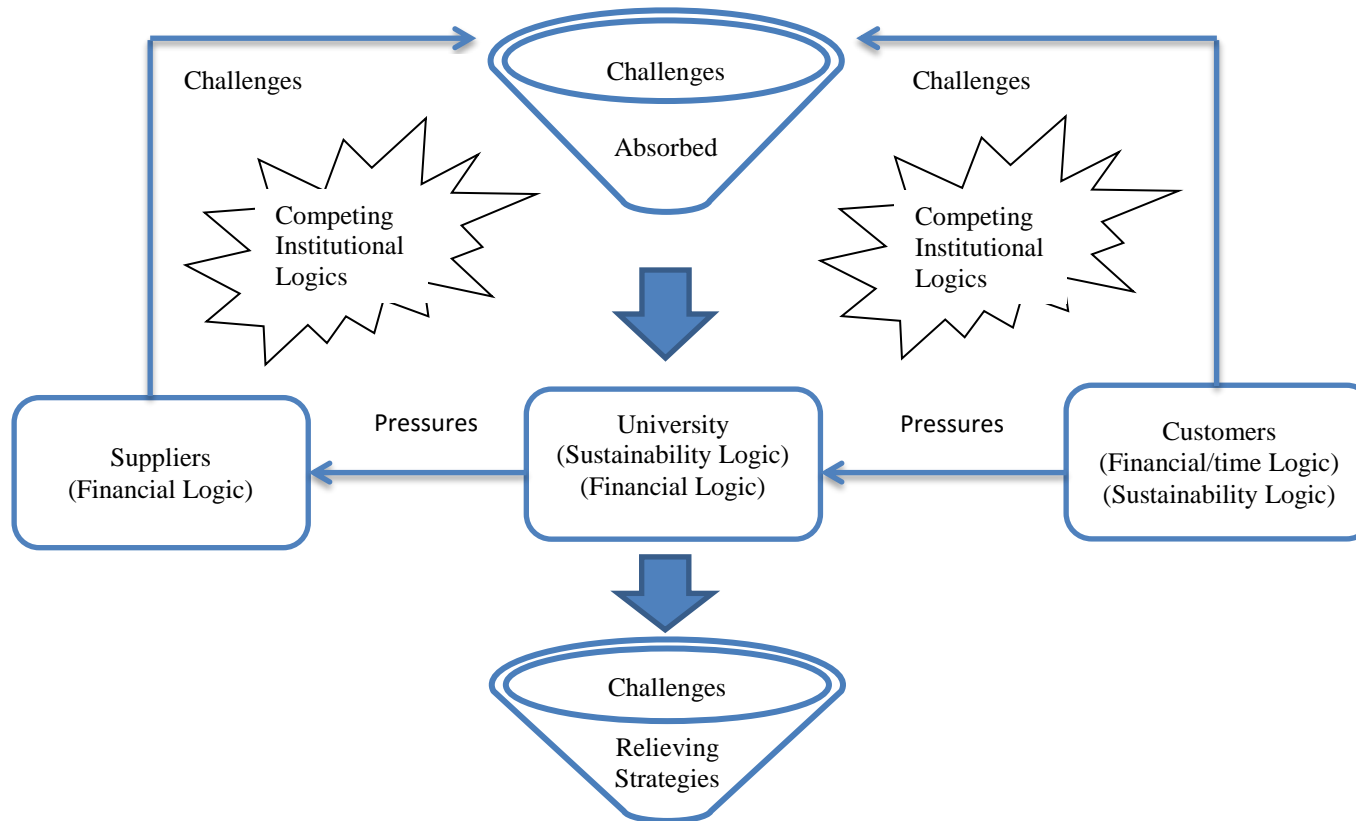 Challenges
Challenges
Challenges
Absorbed
Competing
Institutional
Logics
Competing
Institutional
Logics
Pressures
Pressures
Suppliers
(Financial Logic)
University
(Sustainability Logic)
(Financial Logic)
Customers
(Financial/time Logic)
(Sustainability Logic)
Challenges
Relieving
Strategies